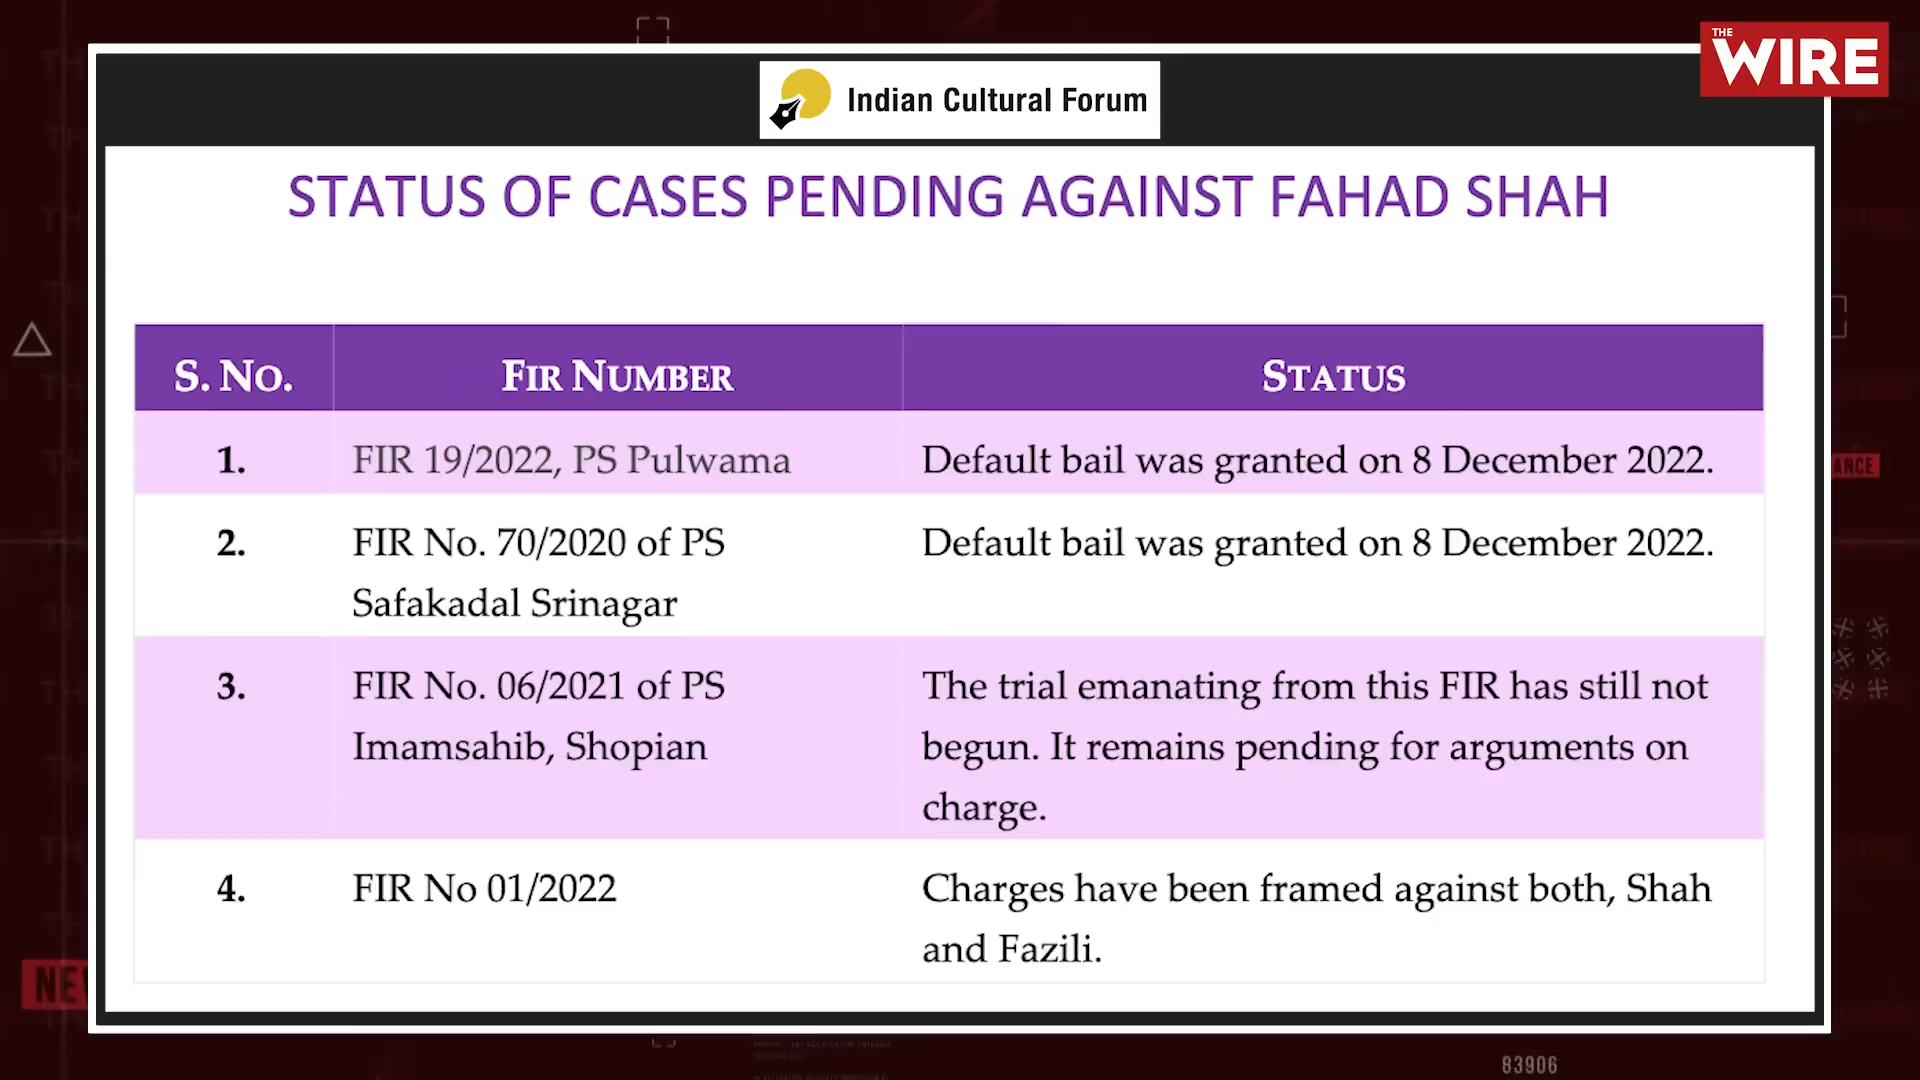 THE
WIRE
Indian Cultural Forum
STATUS OF CASES PENDING AGAINST FAHAD SHAH
S. NO. FIR NUMBER STATUS
1. FIR 19/2022, PS Pulwama Default bail was granted on 8 December 2022.
2. FIR No. 70/2020 of PS Default bail was granted on 8 December 2022.
Safakadal Srinagar
3. FIR No. 06/2021 of PS The trial emanating from this FIR has still not
Imamsahib, Shopian begun. It remains pending for arguments on
charge.
4. FIR No 01/2022 Charges have been framed against both, Shah
and Fazili.
83906